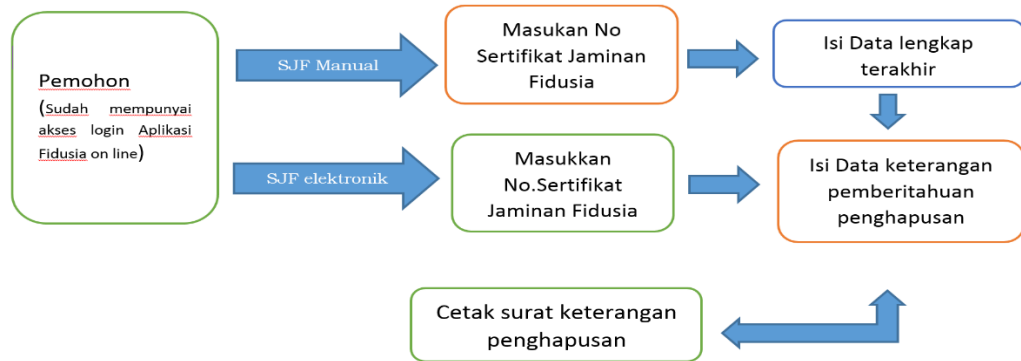 Pemohon
(Sudah mempunyai
akses login Aplikasi
Fidusia on line)
SJF Manual
Masukan No
Sertifikat Jaminan
Fidusia
Isi Data lengkap
terakhir
SJF elektronik
Masukkan
No.Sertifikat
Jaminan Fidusia
Isi Data keterangan
pemberitahuan
penghapusan
Cetak surat keterangan
penghapusan